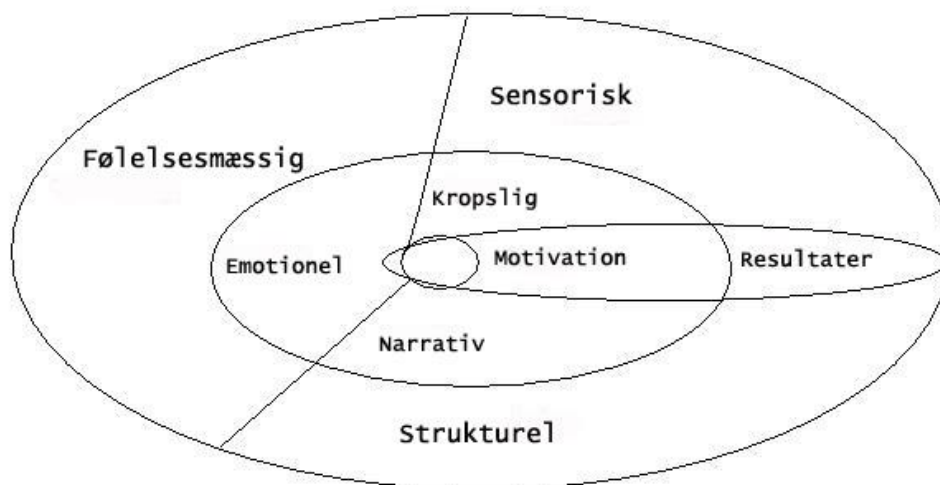 Sensorisk
Følelsesmæssig
Kropslig
Emotionel
Motivation
Resultater
Narrativ
Strukturel